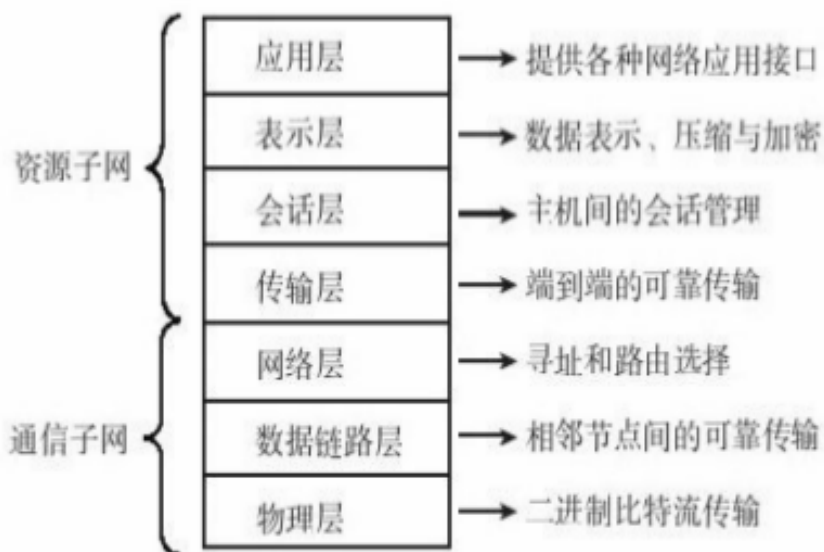 应用层 提供各种网络应用接口
表示层 数据表示、压缩与加密
资源子网
会话层 主机间的会话管理
传输层 端到端的可靠传输
网络层 寻址和路由选择
通信子网 数据链路层 相邻节点间的可靠传输
物理层 二进制比特流传输